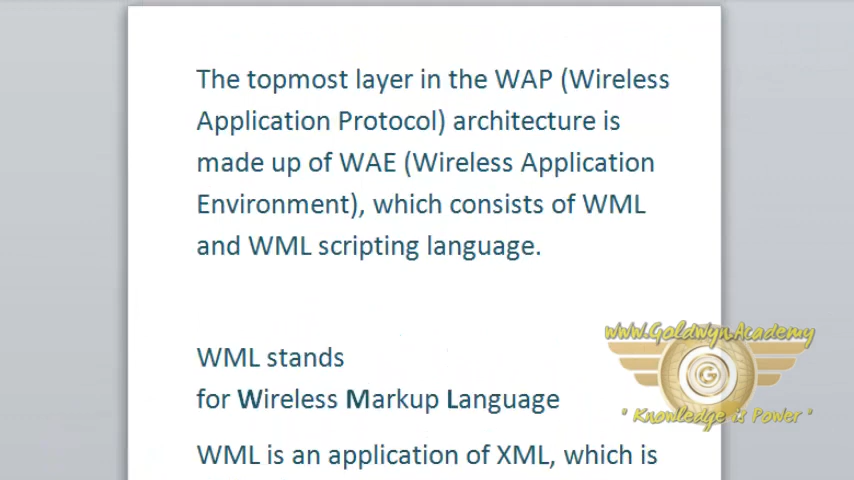 The topmost layer in the WAP (Wireless
Application Protocol) architecture is
made up of WAE (Wireless Application
Environment), which consists of WML
and WML scripting language.
WML stands
for Wireless Markup Language
WML is an application of XML, which is
www.Goldwyn.Academy
G
" Knowledge is Power "